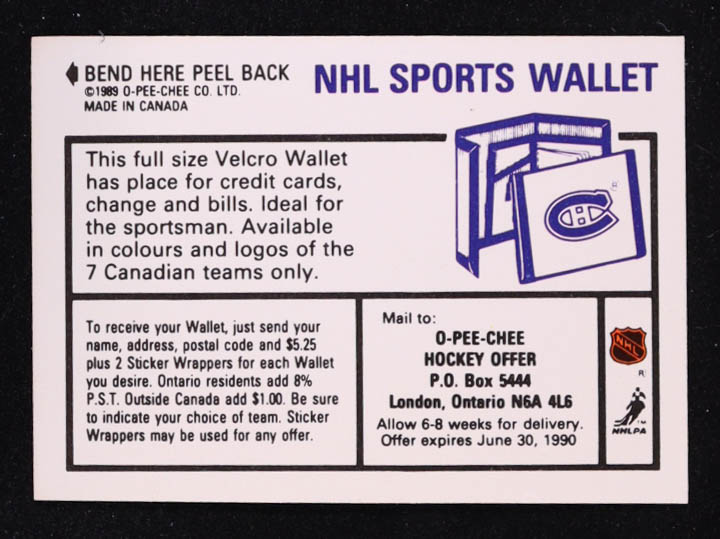 BEND HERE PEEL BACK
©1989 O-PEE-CHEE CO. LTD.
MADE IN CANADA
NHL SPORTS WALLET
This full size Velcro Wallet
has place for credit cards,
change and bills. Ideal for
the sportsman. Available
in colours and logos of the
7 Canadian teams only.
To receive your Wallet, just send your
name, address, postal code and $5.25
plus 2 Sticker Wrappers for each Wallet
you desire. Ontario residents add 8%
P.S.T. Outside Canada add $1.00. Be sure
to indicate your choice of team. Sticker
Wrappers may be used for any offer.
Mail to:
O-PEE-CHEE
HOCKEY OFFER
P.O. Box 5444
London, Ontario N6A 4L6
Allow 6-8 weeks for delivery.
Offer expires June 30, 1990
C H
®
NHL
®
TM
NHLPA